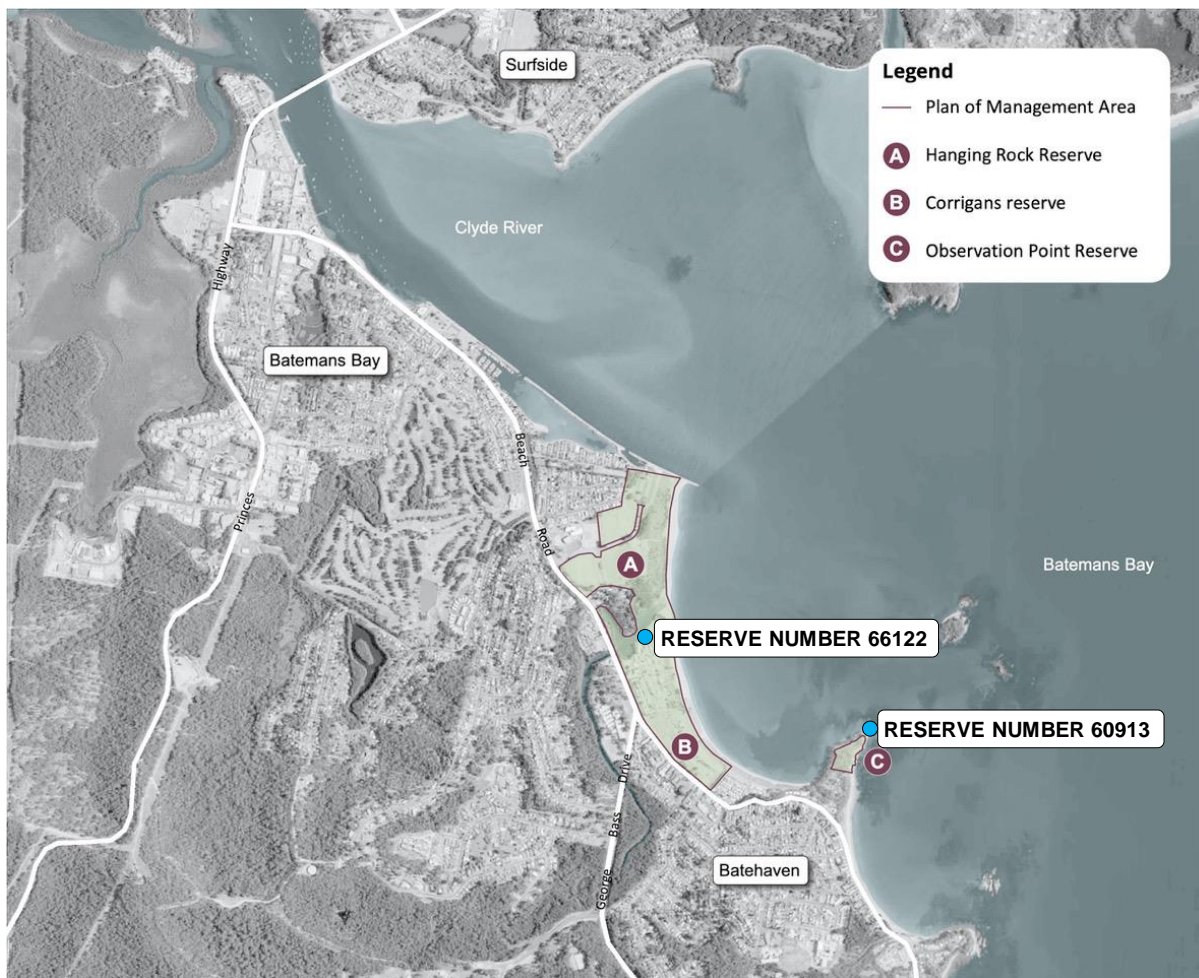 Surfside
Legend
Plan of Management Area
A Hanging Rock Reserve
B Corrigans reserve
C Observation Point Reserve
Clyde River
Highway
Batemans Bay
Beach
Princes
Road
A
Batemans Bay
RESERVE NUMBER 66122
RESERVE NUMBER 60913
B
C
Drive
Bass
George
Batehaven